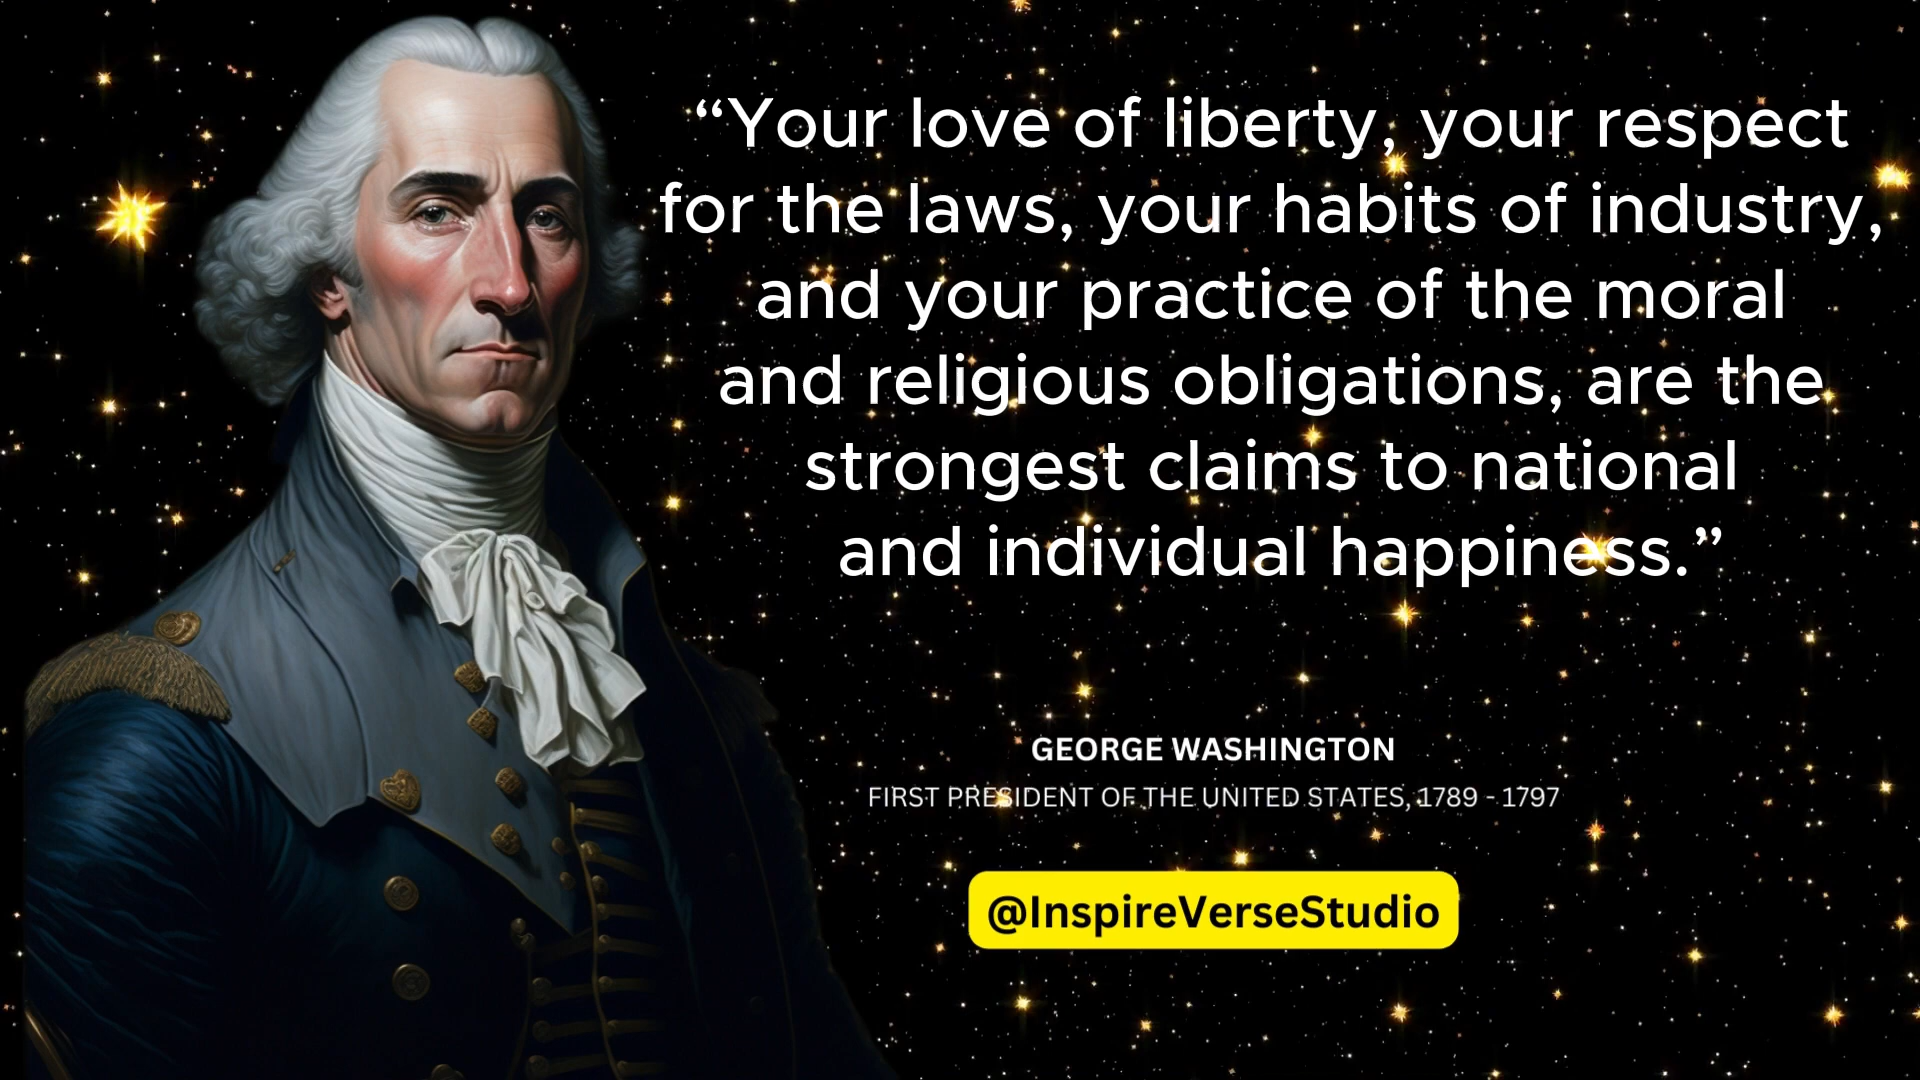 “Your love of liberty, your respect
for the laws, your habits of industry,
and your practice of the moral
and religious obligations, are the
strongest claims to national
and individual happiness.”
GEORGE WASHINGTON
FIRST PRESIDENT OF THE UNITED STATES, 1789 - 1797
@InspireVerseStudio